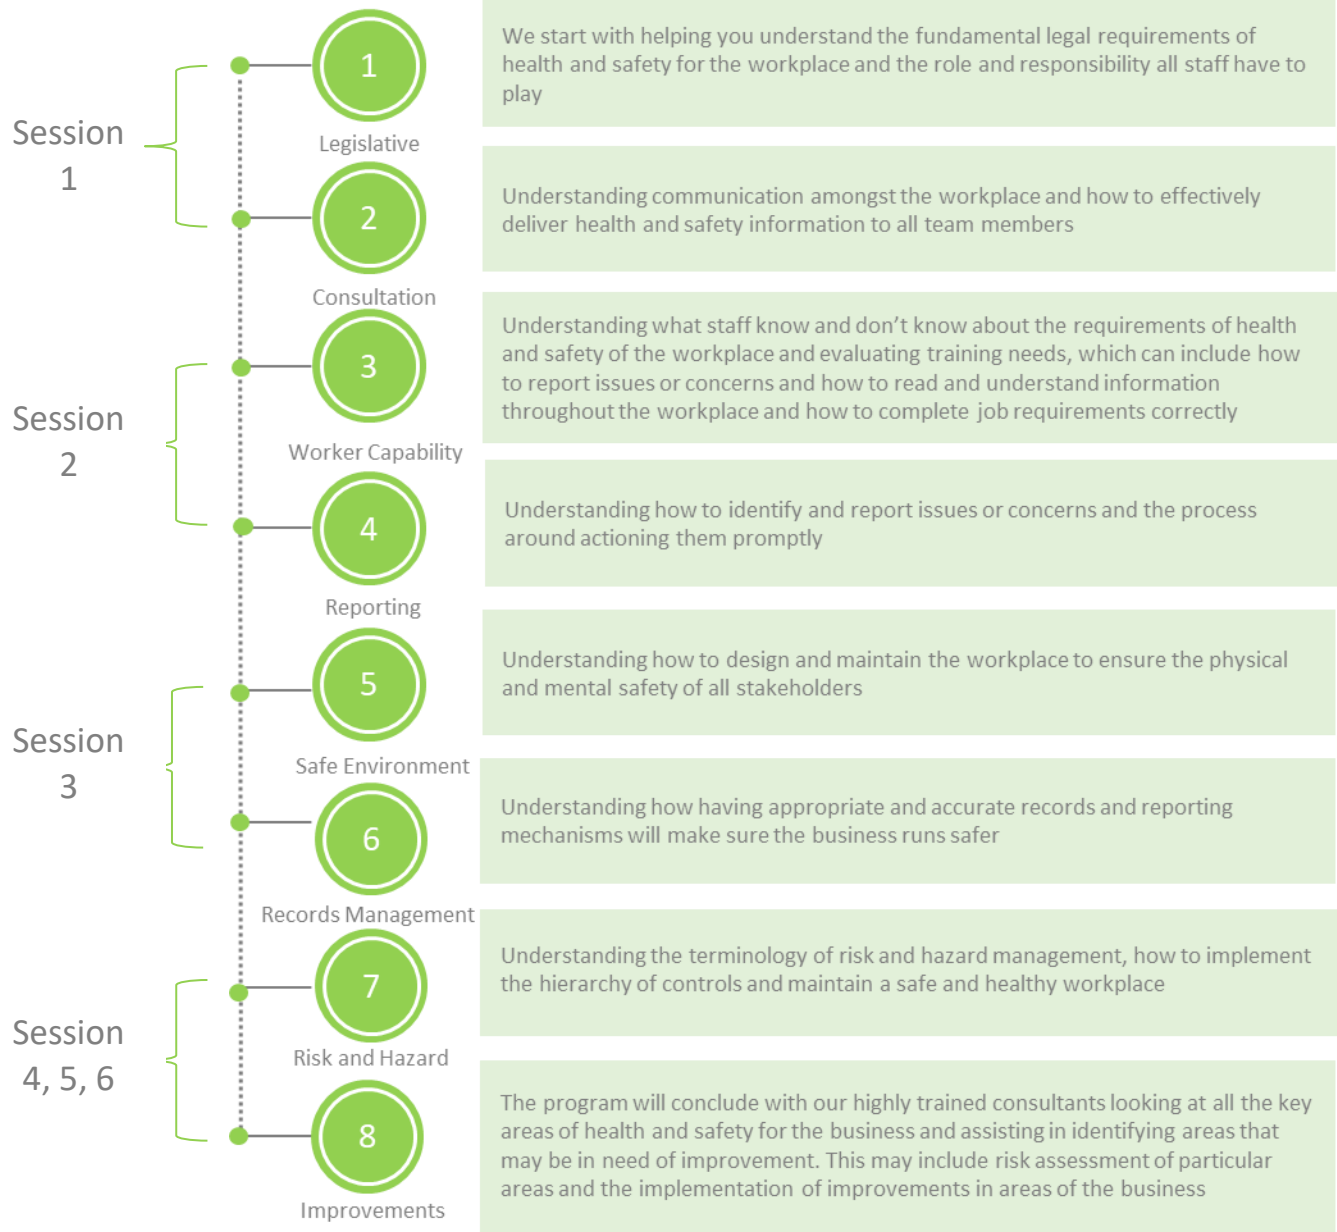 Session
1
1
Legislative
We start with helping you understand the fundamental legal requirements of
health and safety for the workplace and the role and responsibility all staff have to
play
2
Consultation
Understanding communication amongst the workplace and how to effectively
deliver health and safety information to all team members
Session
2
3
Worker Capability
Understanding what staff know and don’t know about the requirements of health
and safety of the workplace and evaluating training needs, which can include how
to report issues or concerns and how to read and understand information
throughout the workplace and how to complete job requirements correctly
4
Reporting
Understanding how to identify and report issues or concerns and the process
around actioning them promptly
Session
3
5
Safe Environment
Understanding how to design and maintain the workplace to ensure the physical
and mental safety of all stakeholders
6
Records Management
Understanding how having appropriate and accurate records and reporting
mechanisms will make sure the business runs safer
Session
4, 5, 6
7
Risk and Hazard
Understanding the terminology of risk and hazard management, how to implement
the hierarchy of controls and maintain a safe and healthy workplace
8
Improvements
The program will conclude with our highly trained consultants looking at all the key
areas of health and safety for the business and assisting in identifying areas that
may be in need of improvement. This may include risk assessment of particular
areas and the implementation of improvements in areas of the business